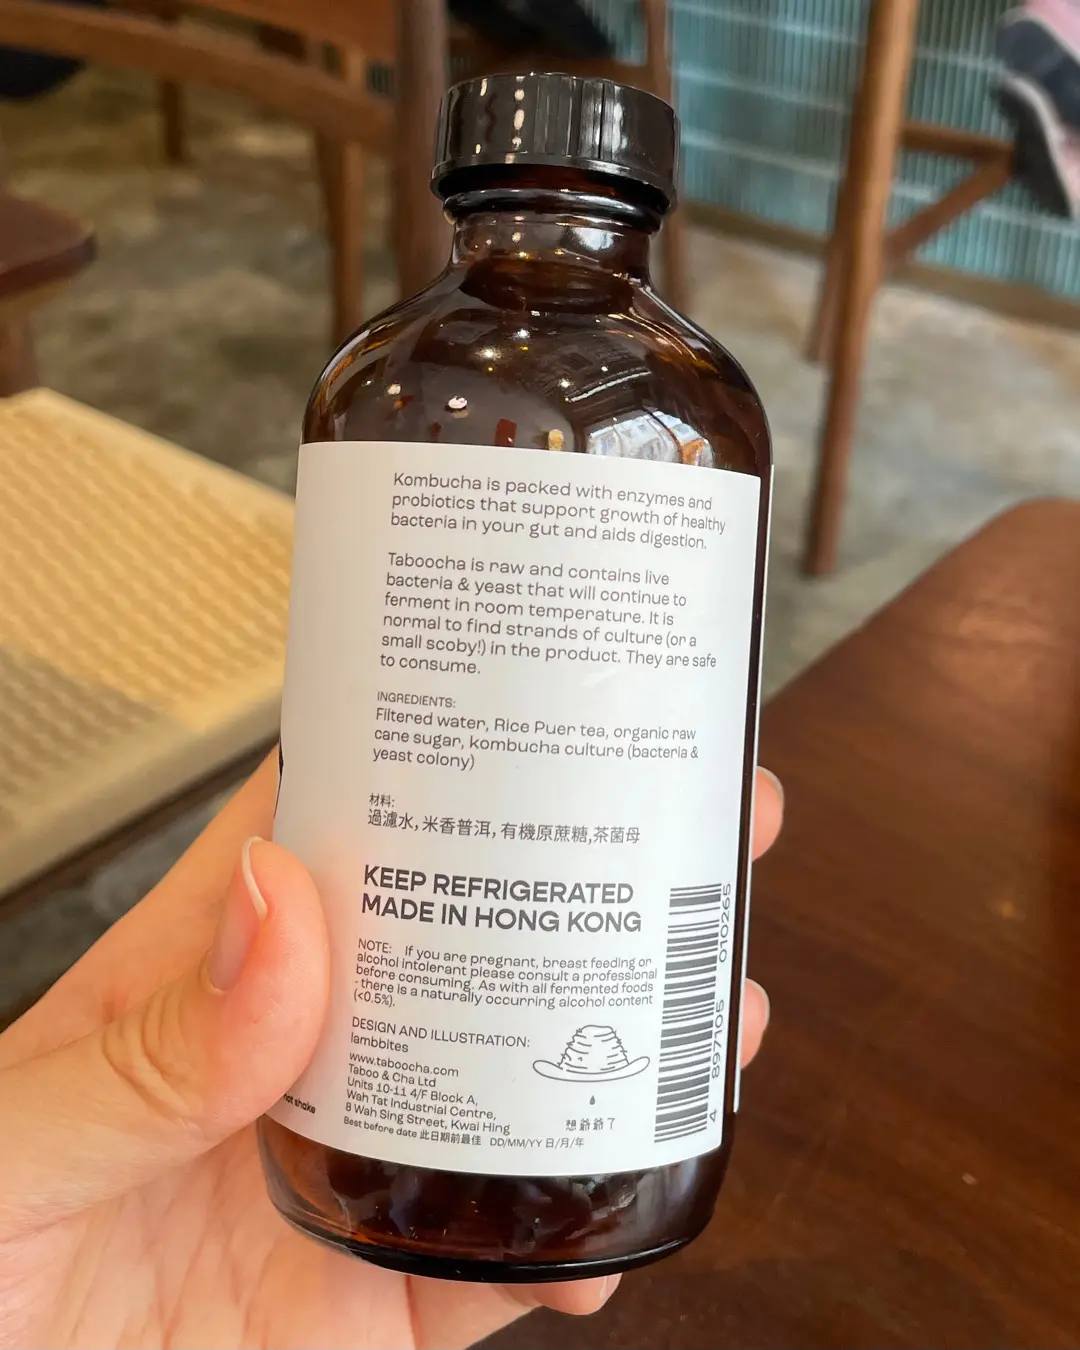 Kombucha is packed with enzymes and
probiotics that support growth of healthy
bacteria in your gut and aids digestion.
Taboocha is raw and contains live
bacteria & yeast that will continue to
ferment in room temperature. It is
normal to find strands of culture (or a
small scoby!) in the product. They are safe
to consume.
INGREDIENTS:
Filtered water, Rice Puer tea, organic raw
cane sugar, kombucha culture (bacteria &
yeast colony)
材料:
過濾水, 米香普洱, 有機原蔗糖,茶菌母
KEEP REFRIGERATED
MADE IN HONG KONG
NOTE: If you are pregnant, breast feeding or
alcohol intolerant please consult a professional
before consuming. As with all fermented foods
- there is a naturally occurring alcohol content
(<0.5%).
DESIGN AND ILLUSTRATION:
lambbites
www.taboocha.com
Taboo & Cha Ltd
Units 10-11 4/F Block A,
Wah Tat Industrial Centre,
8 Wah Sing Street, Kwai Hing
Best before date 此日期前最佳 DD/MM/YY 日/月/年
想爺爺了
4 897105 010265
not shake